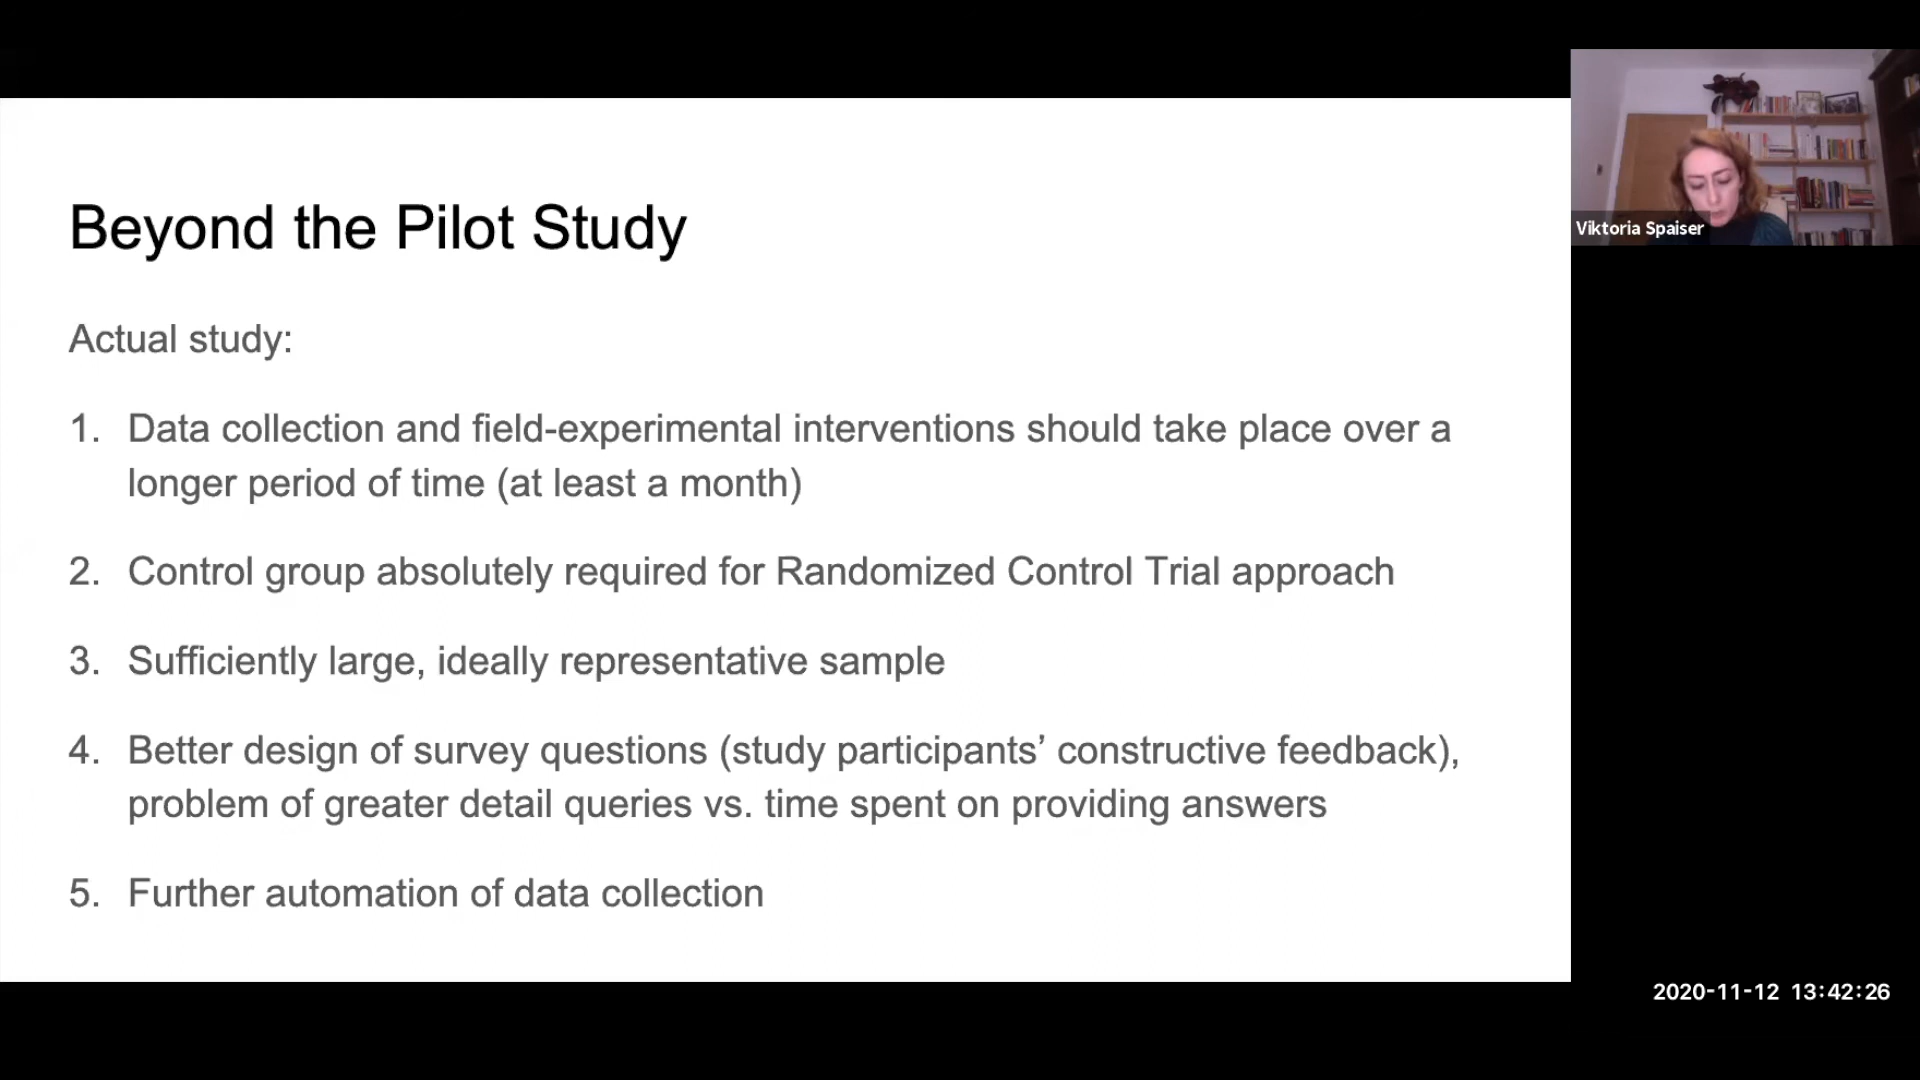 Beyond the Pilot Study
Actual study:
1. Data collection and field-experimental interventions should take place over a
longer period of time (at least a month)
2. Control group absolutely required for Randomized Control Trial approach
3. Sufficiently large, ideally representative sample
4. Better design of survey questions (study participants’ constructive feedback),
problem of greater detail queries vs. time spent on providing answers
5. Further automation of data collection
Viktoria Spaiser
2020-11-12 13:42:26